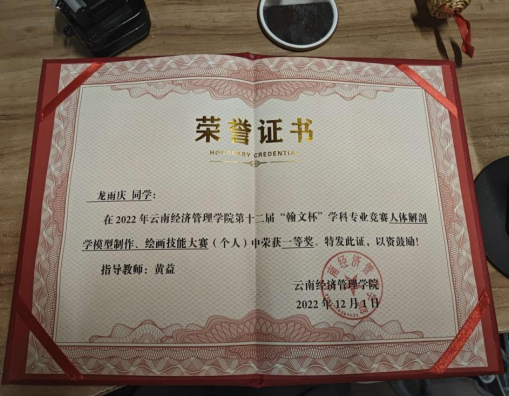 荣誉证书
HONORARY CREDENTIAL
龙雨庆 同学：
在 2022 年云南经济管理学院第十二届“翰文杯”学科专业竞赛人体解剖
学模型制作、绘画技能大赛（个人）中荣获一等奖。特发此证，以资鼓励！
指导教师：黄益
云南经济管理学院
2022 年 12 月 1 日